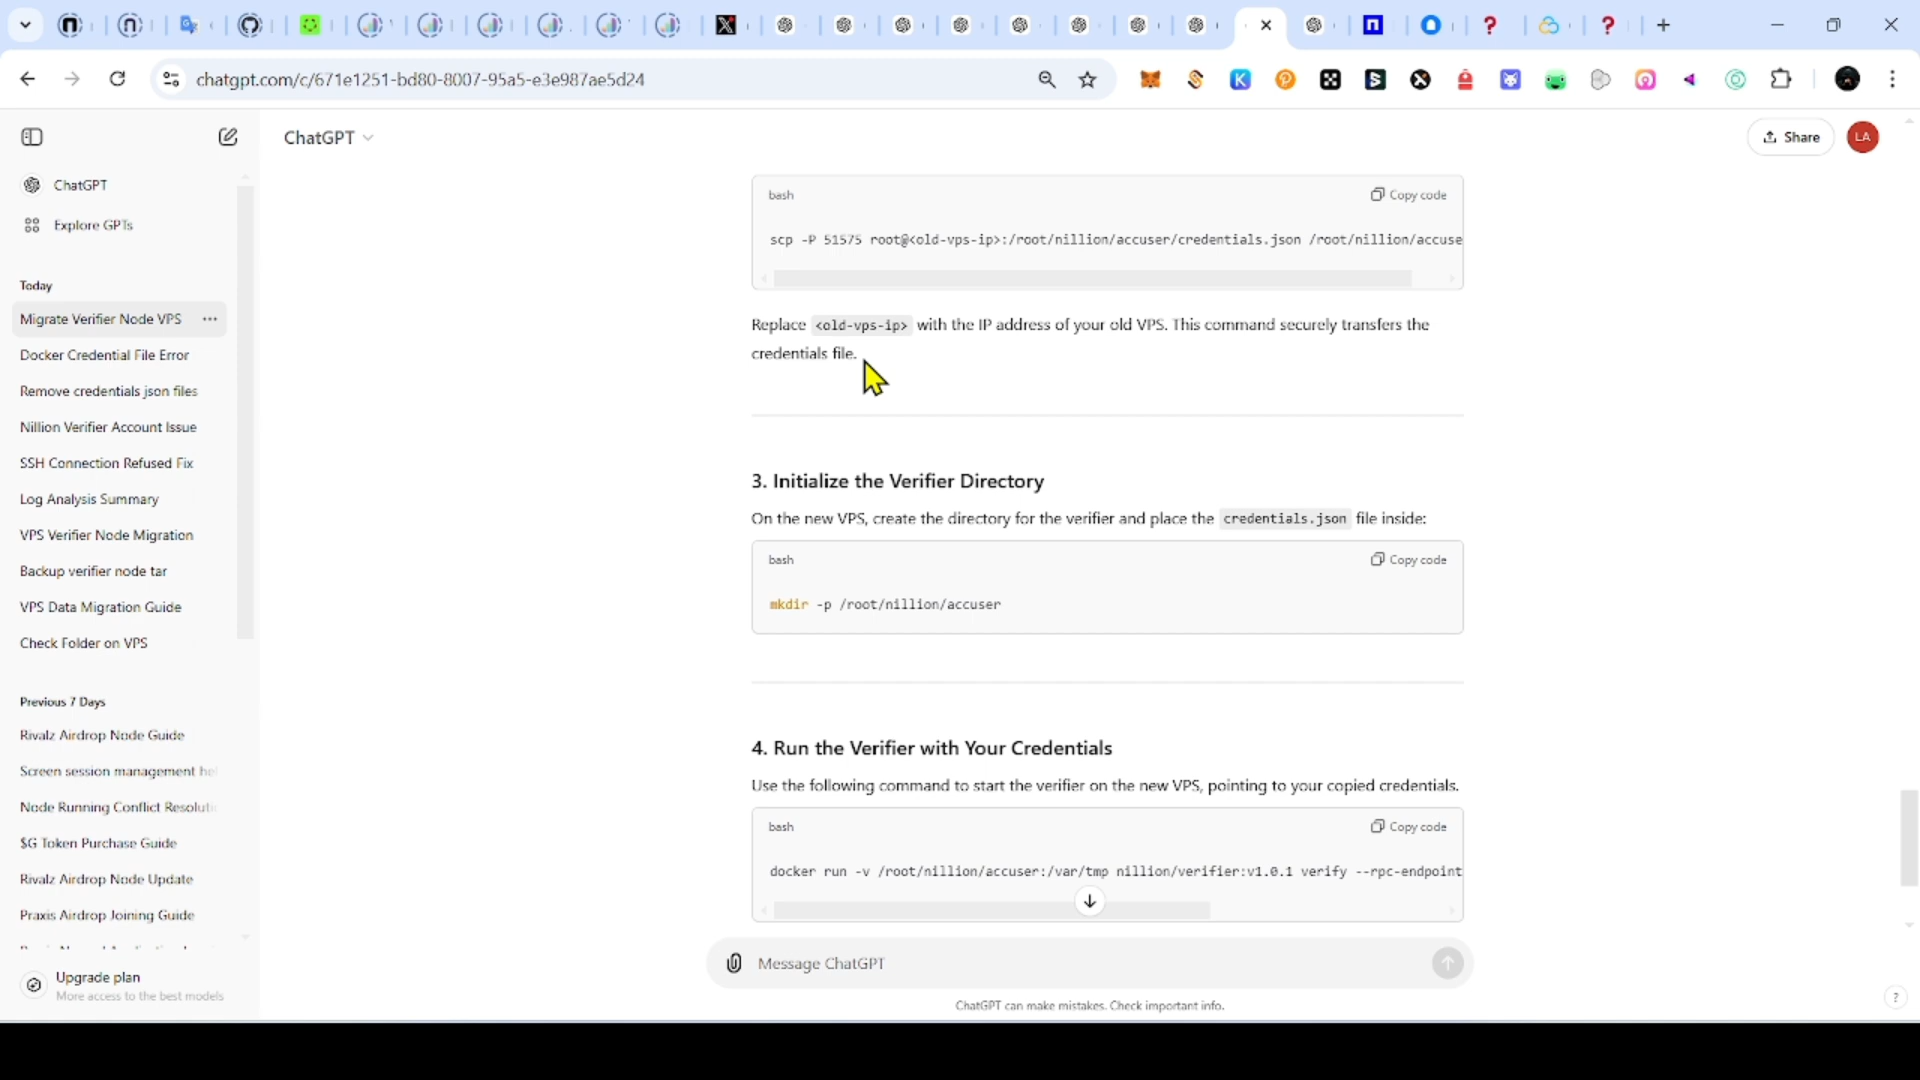 chatgpt.com/c/671e1251-bd80-8007-95a5-e3e987ae5d24
ChatGPT
Share
LA
ChatGPT
Explore GPTs
Today
Migrate Verifier Node VPS
Docker Credential File Error
Remove credentials json files
Nillion Verifier Account Issue
SSH Connection Refused Fix
Log Analysis Summary
VPS Verifier Node Migration
Backup verifier node tar
VPS Data Migration Guide
Check Folder on VPS
Previous 7 Days
Rivalz Airdrop Node Guide
Screen session management hel
Node Running Conflict Resoluti
$G Token Purchase Guide
Rivalz Airdrop Node Update
Praxis Airdrop Joining Guide
Upgrade plan
More access to the best models
bash
Copy code
scp -P 51575 root@<old-vps-ip>:/root/nillion/accuser/credentials.json /root/nillion/accuse
Replace <old-vps-ip> with the IP address of your old VPS. This command securely transfers the
credentials file.
3. Initialize the Verifier Directory
On the new VPS, create the directory for the verifier and place the credentials.json file inside:
bash
Copy code
mkdir -p /root/nillion/accuser
4. Run the Verifier with Your Credentials
Use the following command to start the verifier on the new VPS, pointing to your copied credentials.
bash
Copy code
docker run -v /root/nillion/accuser:/var/tmp nillion/verifier:v1.0.1 verify --rpc-endpoint
Message ChatGPT
ChatGPT can make mistakes. Check important info.
?